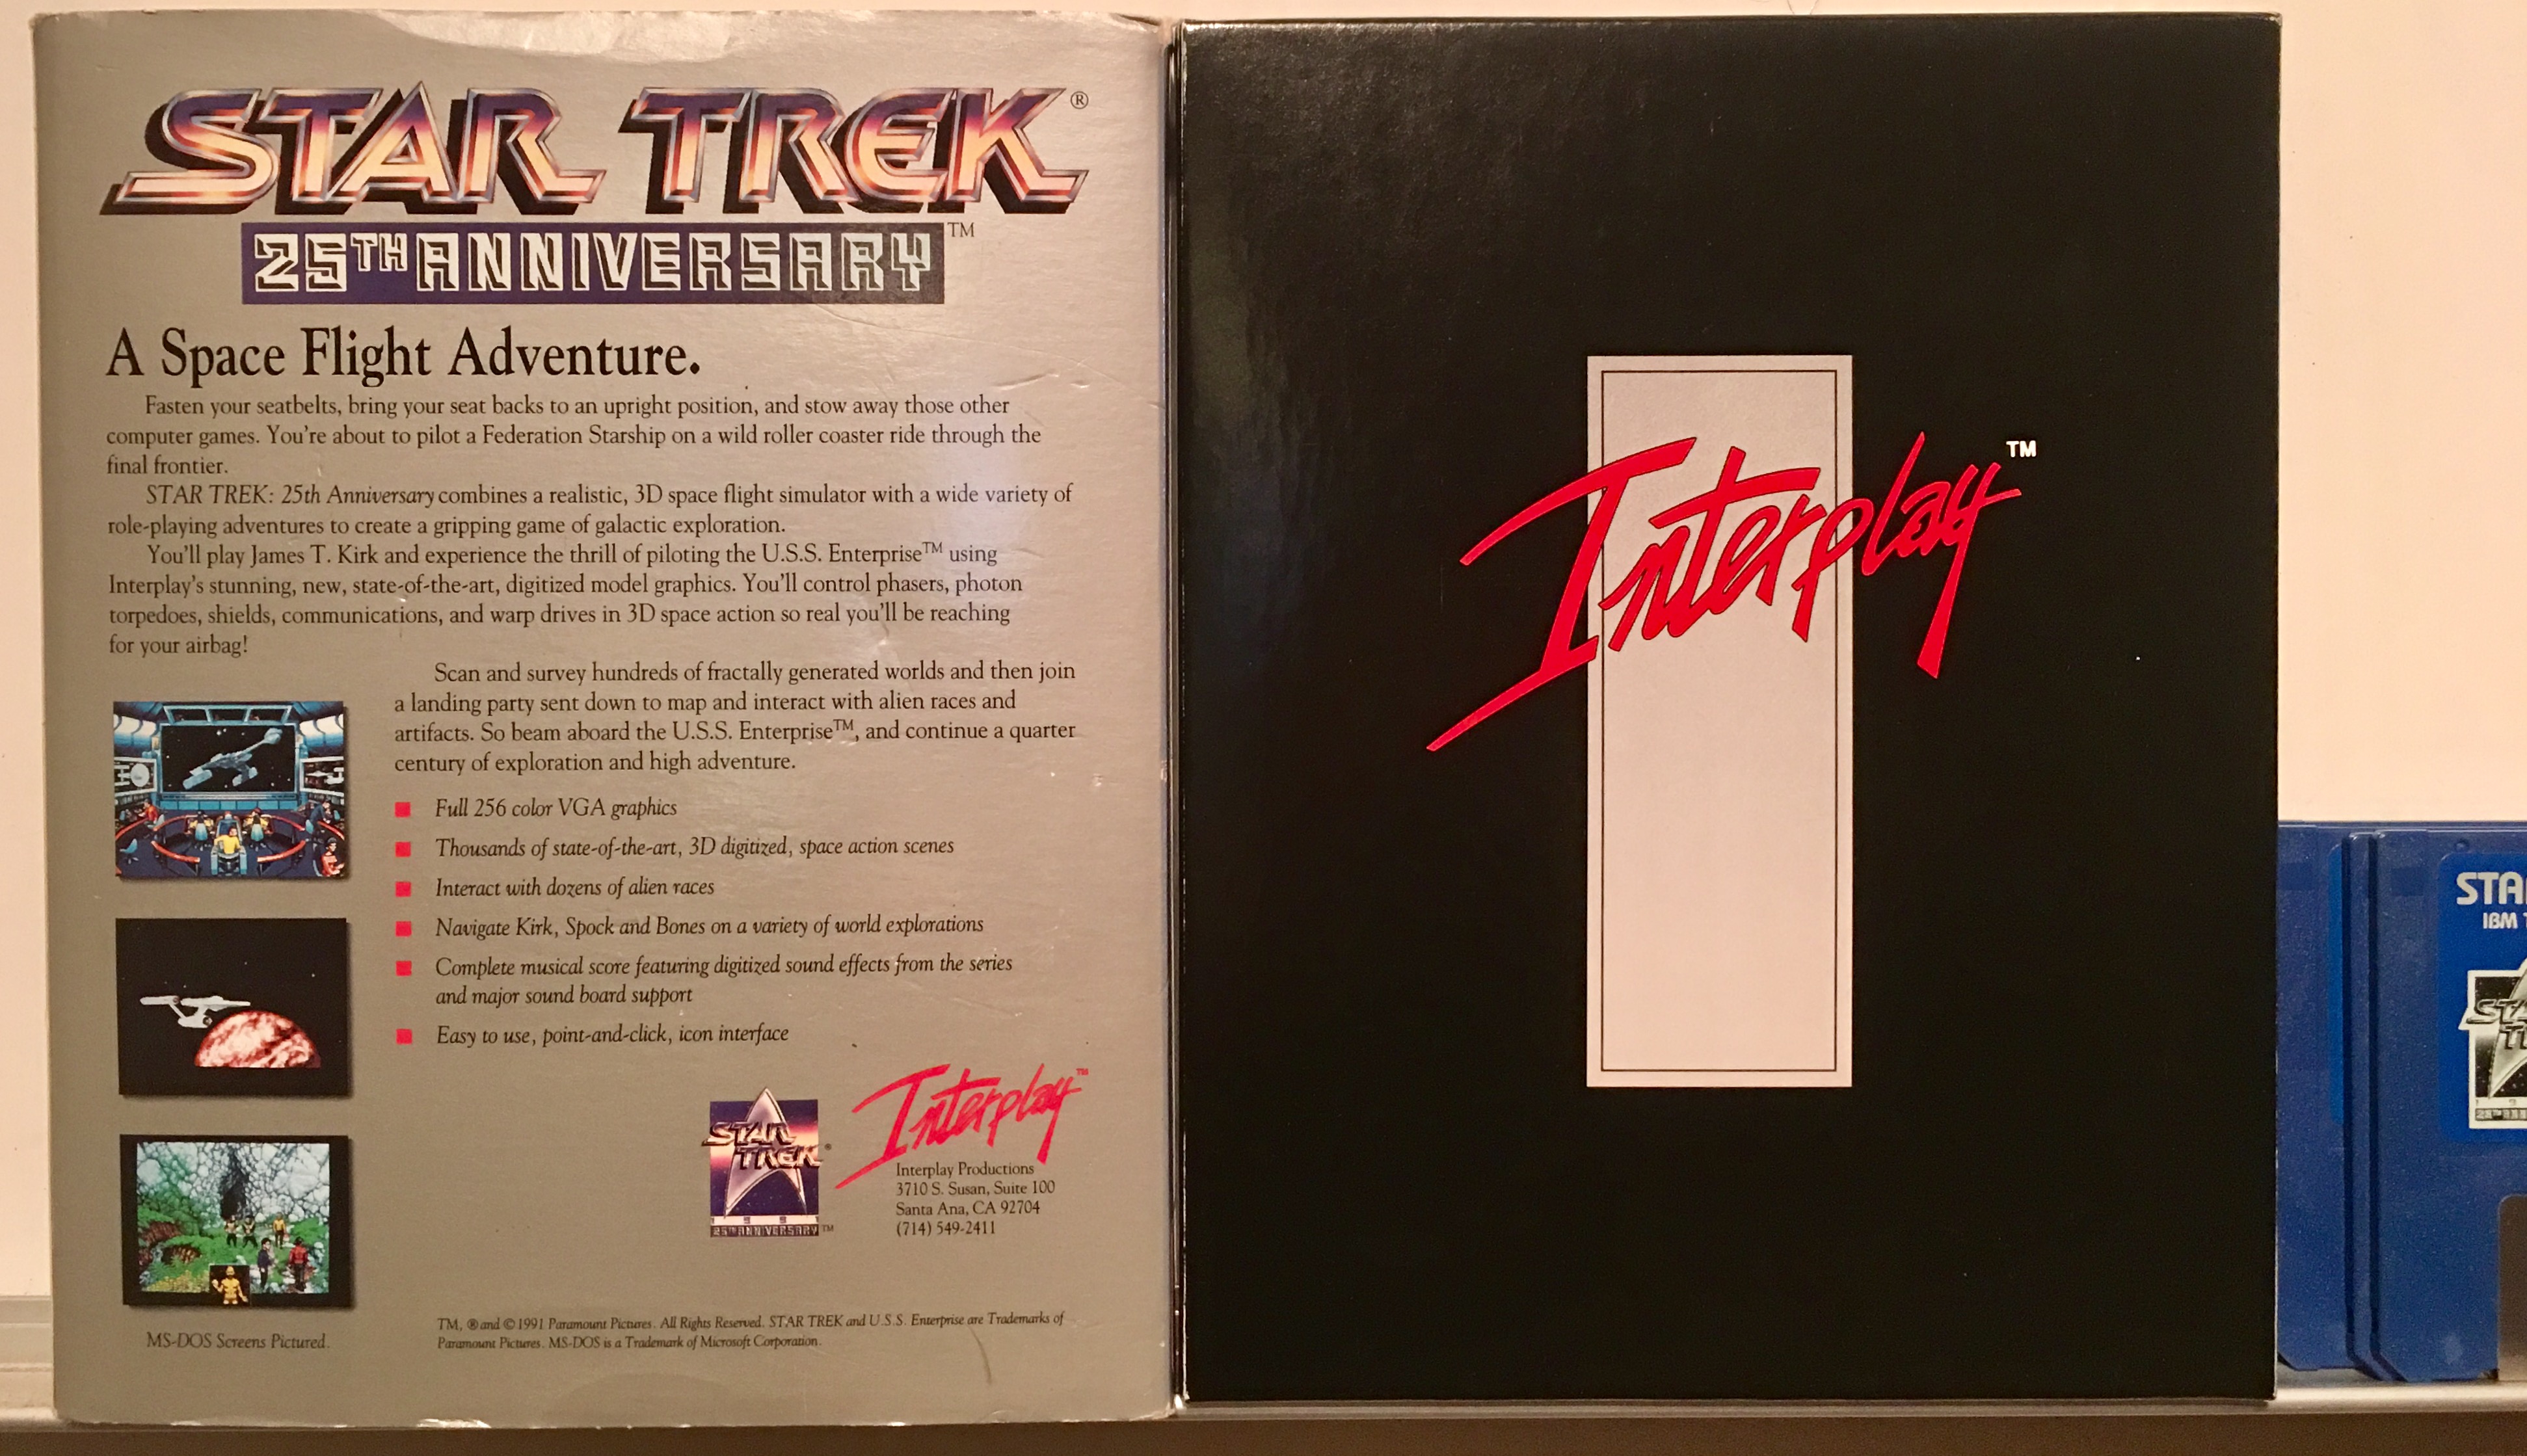 STAR TREK®
25TH ANNIVERSARY™
A Space Flight Adventure.
Fasten your seatbelts, bring your seat backs to an upright position, and stow away those other
computer games. You're about to pilot a Federation Starship on a wild roller coaster ride through the
final frontier.
STAR TREK: 25th Anniversary combines a realistic, 3D space flight simulator with a wide variety of
role-playing adventures to create a gripping game of galactic exploration.
You'll play James T. Kirk and experience the thrill of piloting the U.S.S. Enterprise™ using
Interplay's stunning, new, state-of-the-art, digitized model graphics. You'll control phasers, photon
torpedoes, shields, communications, and warp drives in 3D space action so real you'll be reaching
for your airbag!
Scan and survey hundreds of fractally generated worlds and then join
a landing party sent down to map and interact with alien races and
artifacts. So beam aboard the U.S.S. Enterprise™, and continue a quarter
century of exploration and high adventure.
Full 256 color VGA graphics
Thousands of state-of-the-art, 3D digitized, space action scenes
Interact with dozens of alien races
Navigate Kirk, Spock and Bones on a variety of world explorations
Complete musical score featuring digitized sound effects from the series
and major sound board support
Easy to use, point-and-click, icon interface
STAR
TREK®
1991
25TH ANNIVERSARY™
Interplay™
Interplay Productions
3710 S. Susan, Suite 100
Santa Ana, CA 92704
(714) 549-2411
MS-DOS Screens Pictured.
TM, ® and © 1991 Paramount Pictures. All Rights Reserved. STAR TREK and U.S.S. Enterprise are Trademarks of
Paramount Pictures. MS-DOS is a Trademark of Microsoft Corporation.
Interplay™
STA
IBM